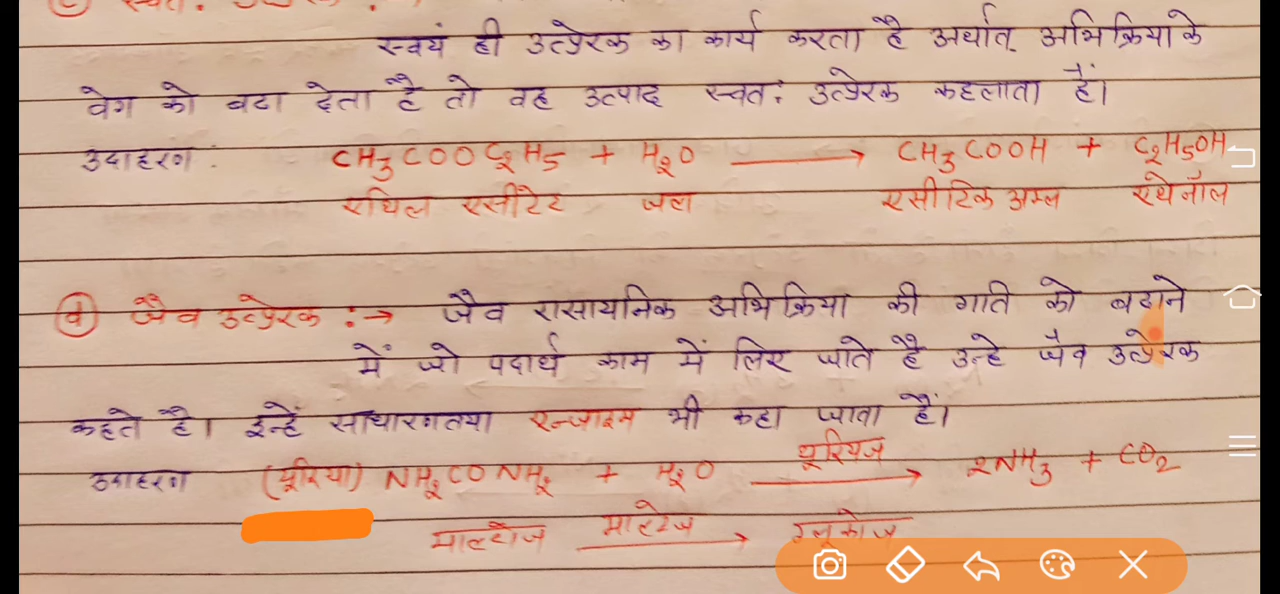 स्वयं ही उत्प्रेरक का कार्य करता है अर्थात् अभिक्रिया के
वेग को बढा देता है तो वह उत्पाद स्वत: उत्प्रेरक कहलाता है।
उदाहरण: CH₃COOC₂H₅ + H₂O ⟶ CH₃COOH + C₂H₅OH
एथिल एसीटेट जल एसीटिक अम्ल एथेनॉल
(d) जैव उत्प्रेरक :→ जैव रासायनिक अभिक्रिया की गति को बढाने
में जो पदार्थ काम में लिए जाते है उन्हे जैव उत्प्रेरक
कहते है। इन्हें साधारणतया एन्जाइम भी कहा जाता है।
यूरियेज
उदाहरण (यूरिया) NH₂CONH₂ + H₂O ⟶ 2NH₃ + CO₂
माल्टोज माल्टेज ⟶ ग्लूकोज